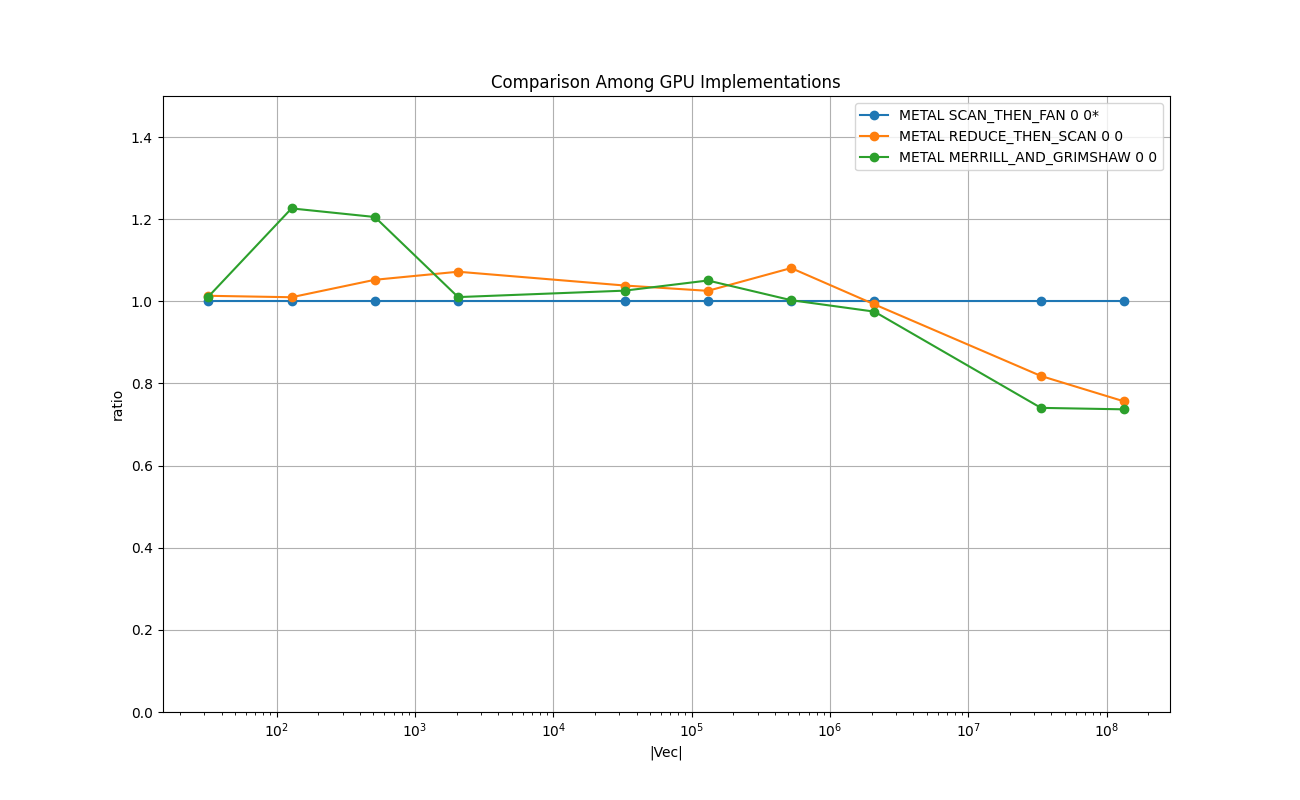 Comparison Among GPU Implementations
METAL SCAN_THEN_FAN 0 0*
METAL REDUCE_THEN_SCAN 0 0
METAL MERRILL_AND_GRIMSHAW 0 0
1.4
1.2
1.0
0.8
0.6
0.4
0.2
0.0
ratio
10² 10³ 10⁴ 10⁵ 10⁶ 10⁷ 10⁸
|Vec|